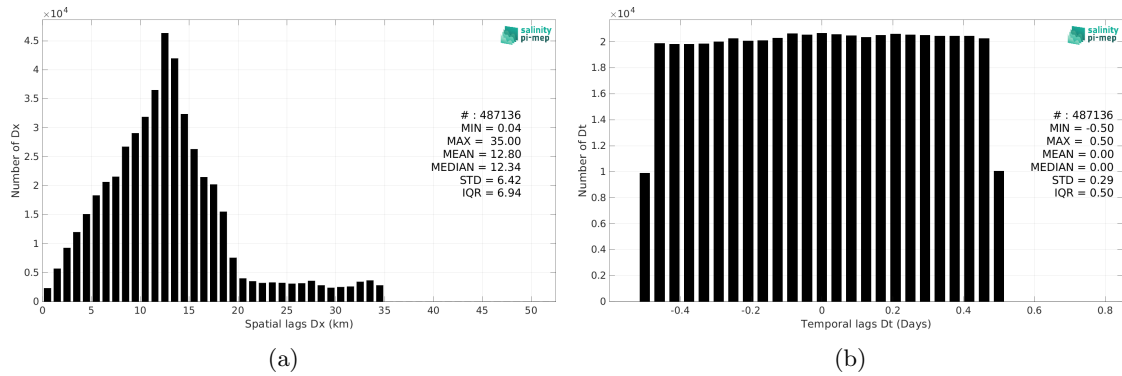 ×10⁴
4.5
4
3.5
3
2.5
2
1.5
1
0.5
0
Number of Dx
0 5 10 15 20 25 30 35 40 45 50
Spatial lags Dx (km)
salinity
pi-mep
# : 487136
MIN = 0.04
MAX = 35.00
MEAN = 12.80
MEDIAN = 12.34
STD = 6.42
IQR = 6.94
(a)
×10⁴
2
1.8
1.6
1.4
1.2
1
0.8
0.6
0.4
0.2
0
Number of Dt
-0.4 -0.2 0 0.2 0.4 0.6 0.8
Temporal lags Dt (Days)
salinity
pi-mep
# : 487136
MIN = -0.50
MAX = 0.50
MEAN = 0.00
MEDIAN = 0.00
STD = 0.29
IQR = 0.50
(b)